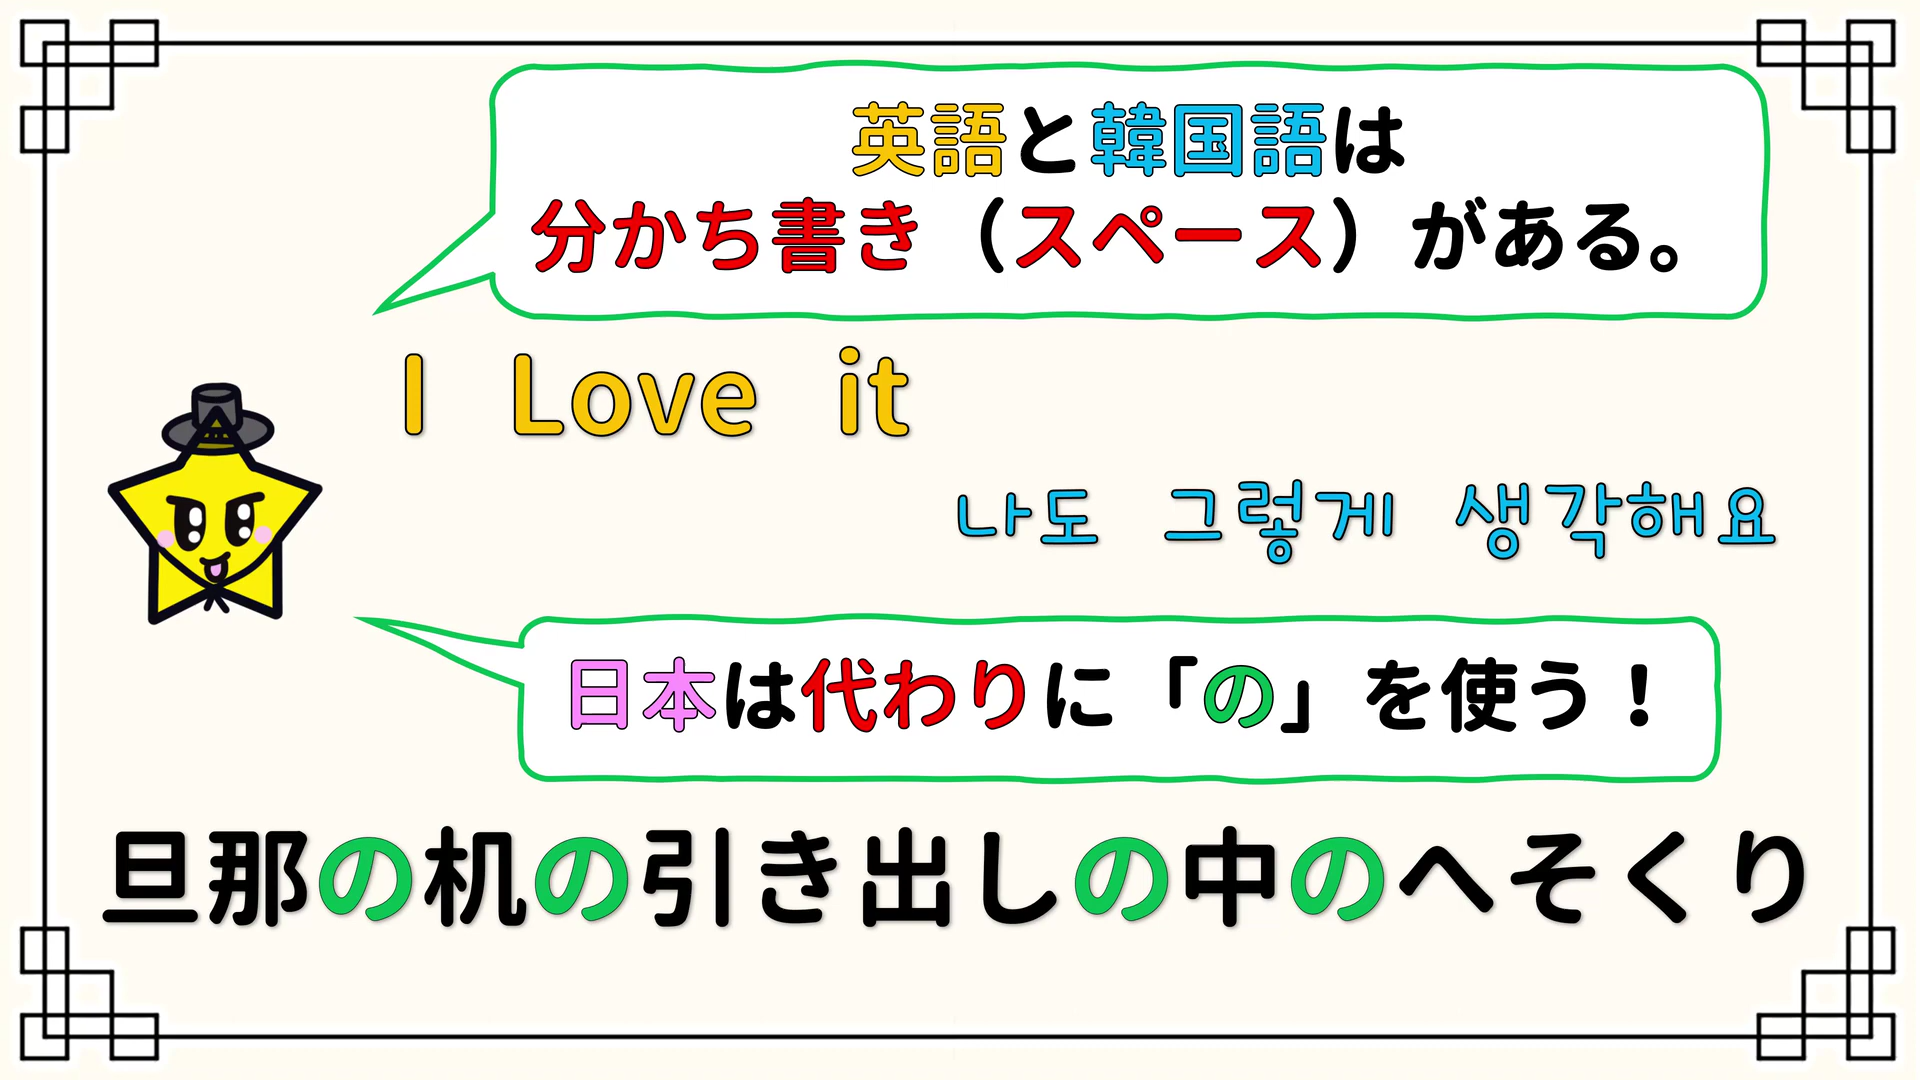 英語と韓国語は
分かち書き（スペース）がある。
I Love it
나도 그렇게 생각해요
日本は代わりに「の」を使う！
旦那の机の引き出しの中のへそくり